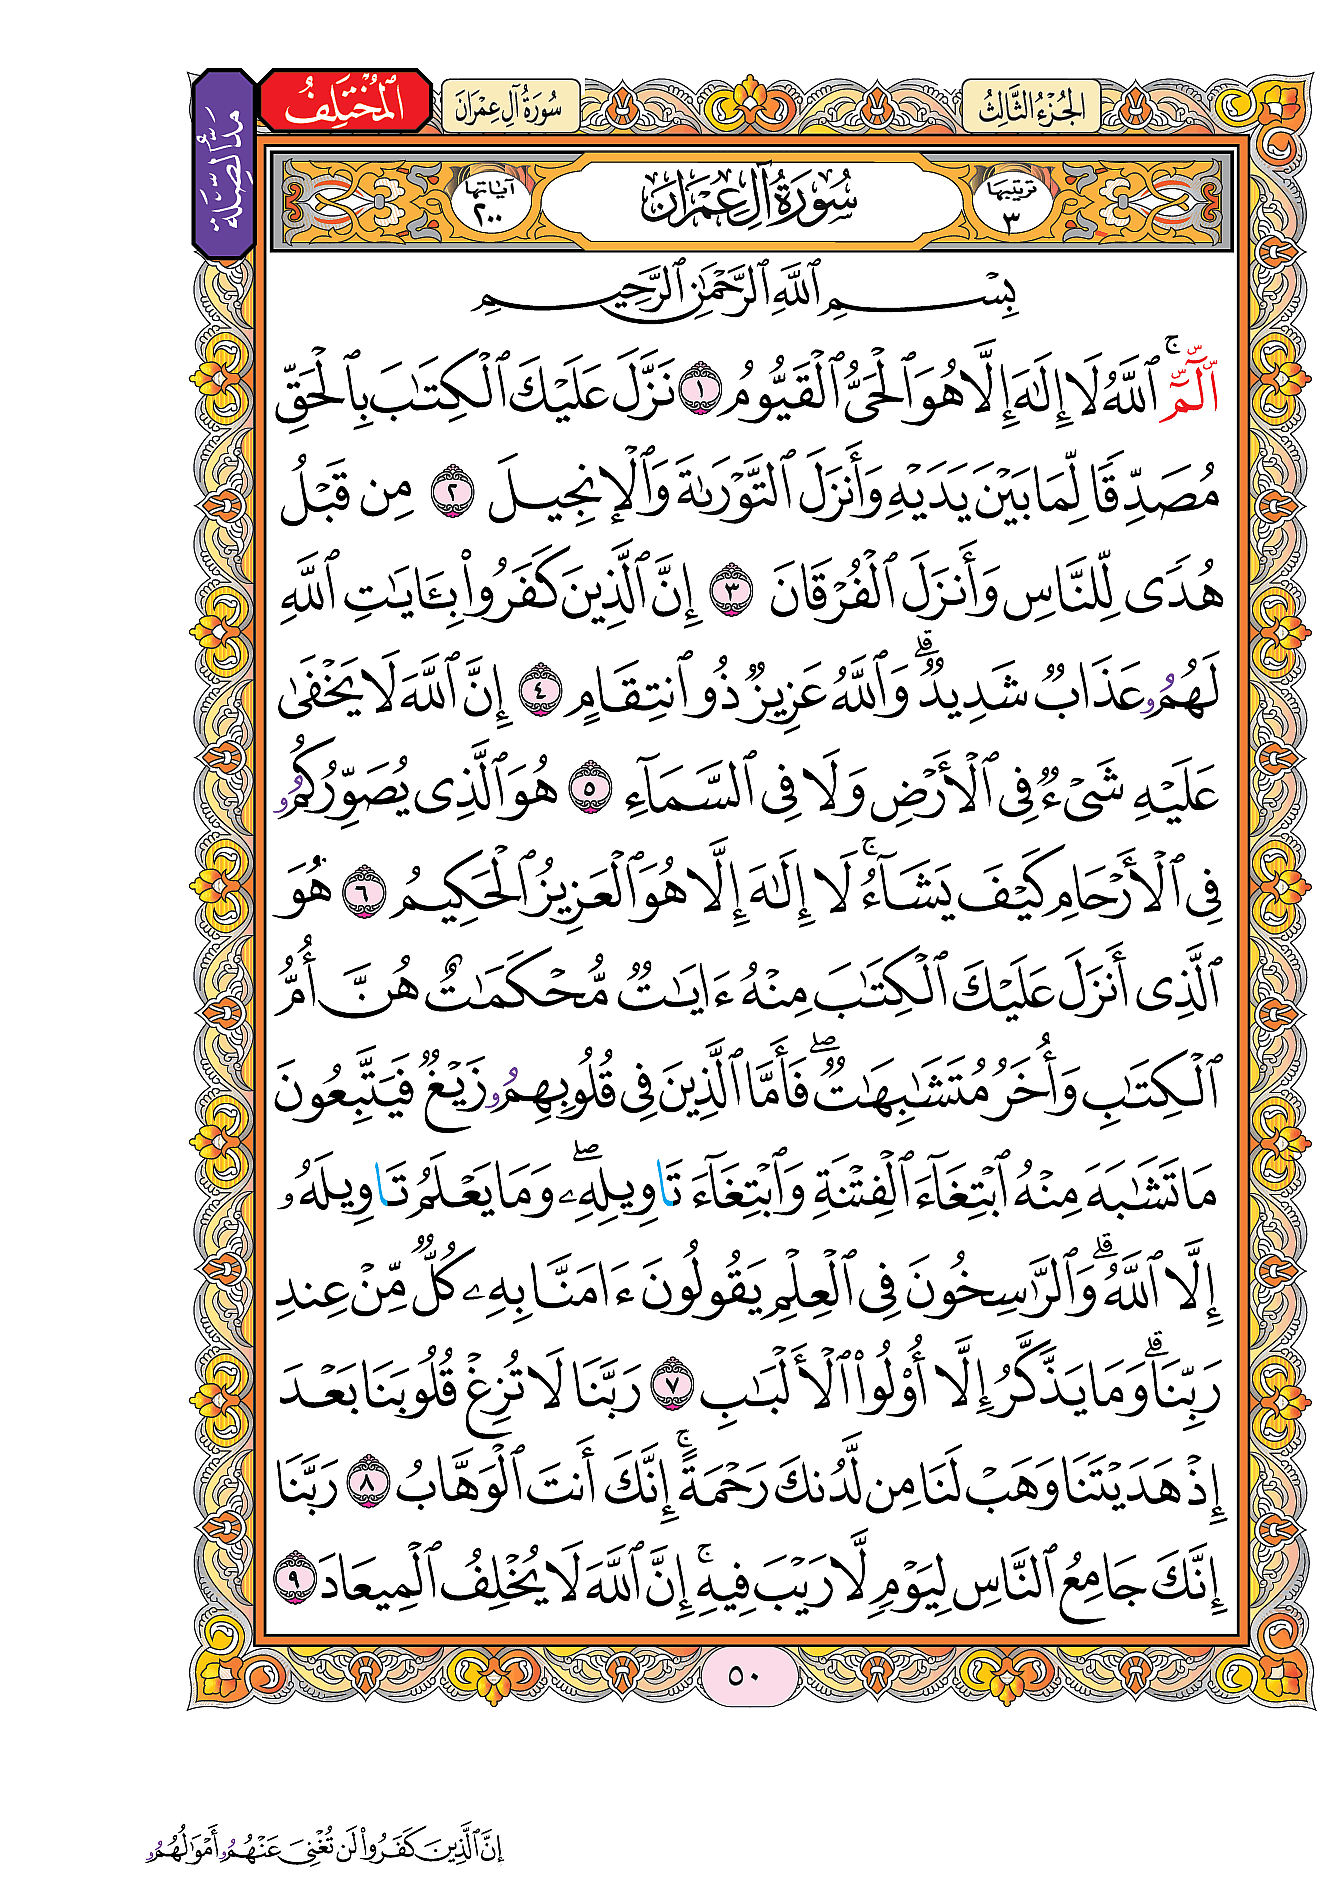 الجُزْءُ الثَّالِثُ
سُورَةُ آلِ عِمْرَانَ
المُخْتَلِفُ
مَدُّ الصِّلَةِ
ترتيبها ٣
سُورَةُ آلِ عِمْرَانَ
آياتها ٢٠٠
بِسْمِ ٱللَّهِ ٱلرَّحْمَٰنِ ٱلرَّحِيمِ
الٓمٓ ۚ ٱللَّهُ لَا إِلَٰهَ إِلَّا هُوَ ٱلْحَىُّ ٱلْقَيُّومُ ١ نَزَّلَ عَلَيْكَ ٱلْكِتَٰبَ بِٱلْحَقِّ
مُصَدِّقًا لِّمَا بَيْنَ يَدَيْهِ وَأَنزَلَ ٱلتَّوْرَىٰةَ وَٱلْإِنجِيلَ ٢ مِن قَبْلُ
هُدًى لِّلنَّاسِ وَأَنزَلَ ٱلْفُرْقَانَ ٣ إِنَّ ٱلَّذِينَ كَفَرُوا۟ بِـَٔايَٰتِ ٱللَّهِ
لَهُمُۥ عَذَابٌ شَدِيدٌ ۗ وَٱللَّهُ عَزِيزٌ ذُو ٱنتِقَامٍ ٤ إِنَّ ٱللَّهَ لَا يَخْفَىٰ
عَلَيْهِ شَىْءٌ فِى ٱلْأَرْضِ وَلَا فِى ٱلسَّمَآءِ ٥ هُوَ ٱلَّذِى يُصَوِّرُكُمُۥ
فِى ٱلْأَرْحَامِ كَيْفَ يَشَآءُ ۚ لَا إِلَٰهَ إِلَّا هُوَ ٱلْعَزِيزُ ٱلْحَكِيمُ ٦ هُوَ
ٱلَّذِى أَنزَلَ عَلَيْكَ ٱلْكِتَٰبَ مِنْهُ ءَايَٰتٌ مُّحْكَمَٰتٌ هُنَّ أُمُّ
ٱلْكِتَٰبِ وَأُخَرُ مُتَشَٰبِهَٰتٌ ۖ فَأَمَّا ٱلَّذِينَ فِى قُلُوبِهِمُۥ زَيْغٌ فَيَتَّبِعُونَ
مَا تَشَٰبَهَ مِنْهُ ٱبْتِغَآءَ ٱلْفِتْنَةِ وَٱبْتِغَآءَ تَاوِيلِهِۦ ۖ وَمَا يَعْلَمُ تَاوِيلَهُۥ
إِلَّا ٱللَّهُ ۗ وَٱلرَّٰسِخُونَ فِى ٱلْعِلْمِ يَقُولُونَ ءَامَنَّا بِهِۦ كُلٌّ مِّنْ عِندِ
رَبِّنَا ۗ وَمَا يَذَّكَّرُ إِلَّا أُو۟لُوا۟ ٱلْأَلْبَٰبِ ٧ رَبَّنَا لَا تُزِغْ قُلُوبَنَا بَعْدَ
إِذْ هَدَيْتَنَا وَهَبْ لَنَا مِن لَّدُنكَ رَحْمَةً ۚ إِنَّكَ أَنتَ ٱلْوَهَّابُ ٨ رَبَّنَا
إِنَّكَ جَامِعُ ٱلنَّاسِ لِيَوْمٍ لَّا رَيْبَ فِيهِ ۚ إِنَّ ٱللَّهَ لَا يُخْلِفُ ٱلْمِيعَادَ ٩
٥٠
إِنَّ ٱلَّذِينَ كَفَرُوا۟ لَن تُغْنِىَ عَنْهُمُۥ أَمْوَٰلُهُمُۥ